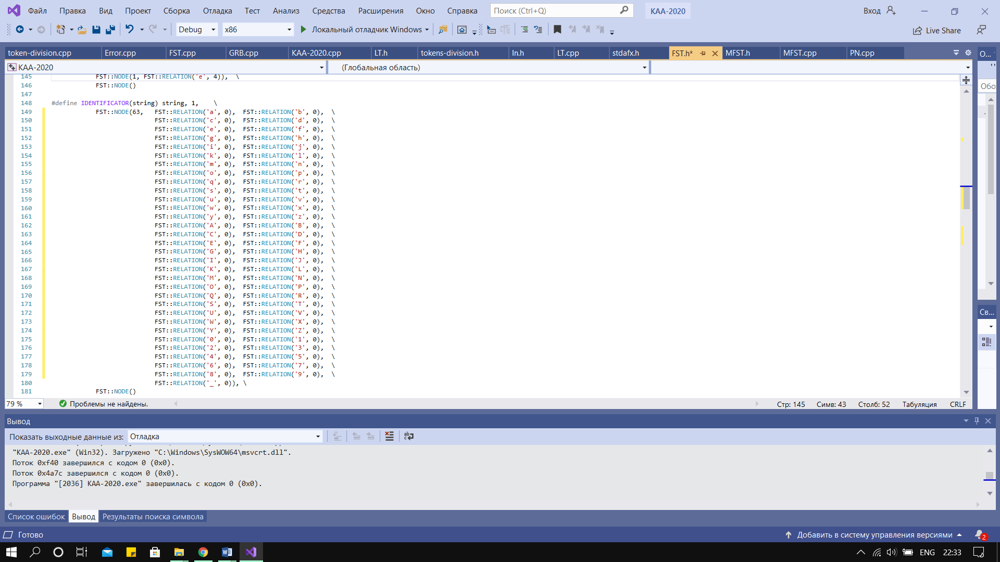 Файл Правка Вид Проект Сборка Отладка Тест Анализ Средства Расширения Окно Справка Поиск (Ctrl+Q) KAA-2020 Вход
Debug x86 Локальный отладчик Windows Live Share
token-division.cpp Error.cpp FST.cpp GRB.cpp KAA-2020.cpp LT.h tokens-division.h In.h LT.cpp stdafx.h FST.h* MFST.h MFST.cpp PN.cpp О...
KAA-2020 (Глобальная область)
145 FST::NODE(1, FST::RELATION('e', 4)), \
146 FST::NODE()
147
148 #define IDENTIFICATOR(string) string, 1, \
149 FST::NODE(63, FST::RELATION('a', 0), FST::RELATION('b', 0), \
150 FST::RELATION('c', 0), FST::RELATION('d', 0), \
151 FST::RELATION('e', 0), FST::RELATION('f', 0), \
152 FST::RELATION('g', 0), FST::RELATION('h', 0), \
153 FST::RELATION('i', 0), FST::RELATION('j', 0), \
154 FST::RELATION('k', 0), FST::RELATION('l', 0), \
155 FST::RELATION('m', 0), FST::RELATION('n', 0), \
156 FST::RELATION('o', 0), FST::RELATION('p', 0), \
157 FST::RELATION('q', 0), FST::RELATION('r', 0), \
158 FST::RELATION('s', 0), FST::RELATION('t', 0), \
159 FST::RELATION('u', 0), FST::RELATION('v', 0), \
160 FST::RELATION('w', 0), FST::RELATION('x', 0), \
161 FST::RELATION('y', 0), FST::RELATION('z', 0), \
162 FST::RELATION('A', 0), FST::RELATION('B', 0), \
163 FST::RELATION('C', 0), FST::RELATION('D', 0), \
164 FST::RELATION('E', 0), FST::RELATION('F', 0), \
165 FST::RELATION('G', 0), FST::RELATION('H', 0), \
166 FST::RELATION('I', 0), FST::RELATION('J', 0), \
167 FST::RELATION('K', 0), FST::RELATION('L', 0), \
168 FST::RELATION('M', 0), FST::RELATION('N', 0), \
169 FST::RELATION('O', 0), FST::RELATION('P', 0), \
170 FST::RELATION('Q', 0), FST::RELATION('R', 0), \
171 FST::RELATION('S', 0), FST::RELATION('T', 0), \
172 FST::RELATION('U', 0), FST::RELATION('V', 0), \
173 FST::RELATION('W', 0), FST::RELATION('X', 0), \
174 FST::RELATION('Y', 0), FST::RELATION('Z', 0), \
175 FST::RELATION('0', 0), FST::RELATION('1', 0), \
176 FST::RELATION('2', 0), FST::RELATION('3', 0), \
177 FST::RELATION('4', 0), FST::RELATION('5', 0), \
178 FST::RELATION('6', 0), FST::RELATION('7', 0), \
179 FST::RELATION('8', 0), FST::RELATION('9', 0), \
180 FST::RELATION('_', 0)), \
181 FST::NODE()
Обо
Св...
79 % Проблемы не найдены. Стр: 145 Симв: 43 Столб: 52 Табуляция CRLF
Вывод
Показать выходные данные из: Отладка
"KAA-2020.exe" (Win32). Загружено "C:\Windows\SysWOW64\msvcrt.dll".
Поток 0xf40 завершился с кодом 0 (0x0).
Поток 0x4a7c завершился с кодом 0 (0x0).
Программа "[2036] KAA-2020.exe" завершилась с кодом 0 (0x0).
Список ошибок Вывод Результаты поиска символа
Готово Добавить в систему управления версиями 2
ENG 22:33